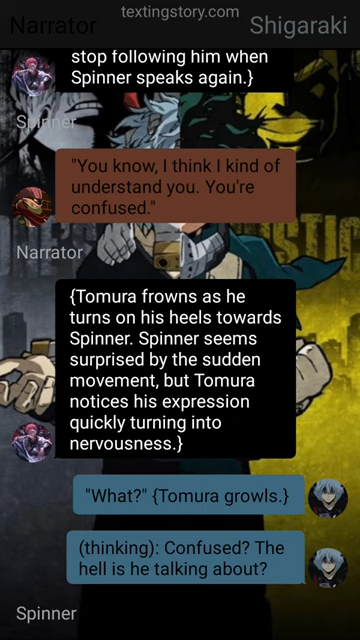 textingstory.com
Narrator
Shigaraki
stop following him when
Spinner speaks again.}
Spinner
"You know, I think I kind of
understand you. You're
confused."
Narrator
{Tomura frowns as he
turns on his heels towards
Spinner. Spinner seems
surprised by the sudden
movement, but Tomura
notices his expression
quickly turning into
nervousness.}
"What?" {Tomura growls.}
(thinking): Confused? The
hell is he talking about?
Spinner